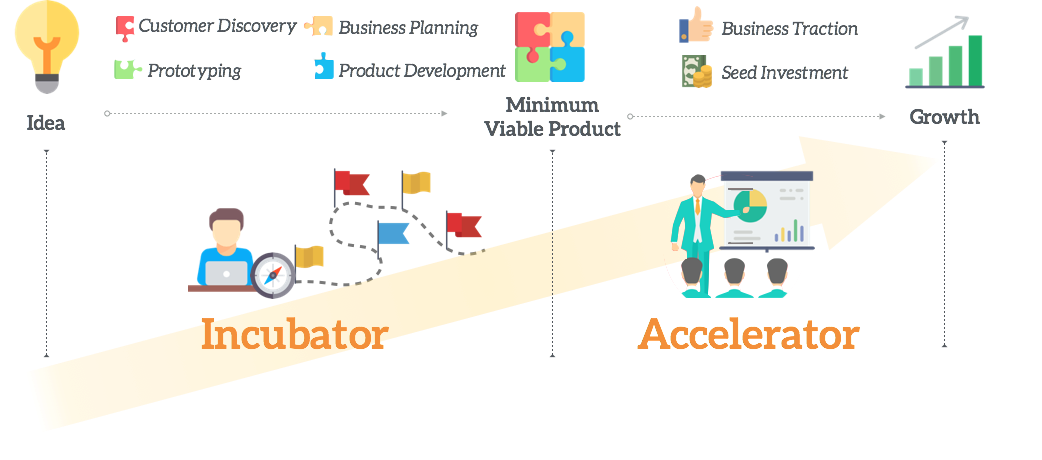 Customer Discovery
Business Planning
Prototyping
Product Development
Business Traction
Seed Investment
Idea
Minimum
Viable Product
Growth
Incubator
Accelerator